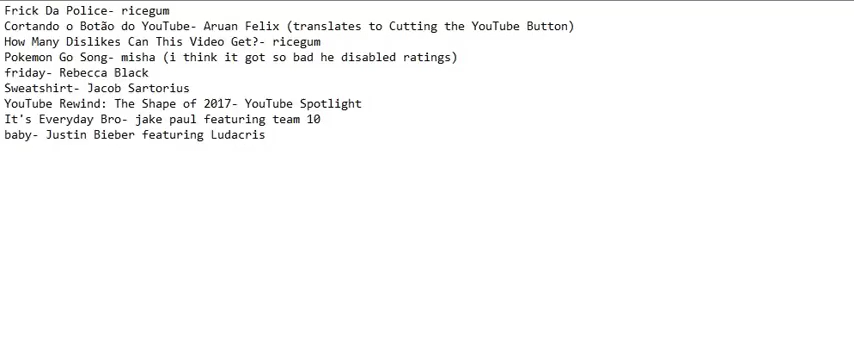 Frick Da Police- ricegum
Cortando o Botão do YouTube- Aruan Felix (translates to Cutting the YouTube Button)
How Many Dislikes Can This Video Get?- ricegum
Pokemon Go Song- misha (i think it got so bad he disabled ratings)
friday- Rebecca Black
Sweatshirt- Jacob Sartorius
YouTube Rewind: The Shape of 2017- YouTube Spotlight
It's Everyday Bro- jake paul featuring team 10
baby- Justin Bieber featuring Ludacris